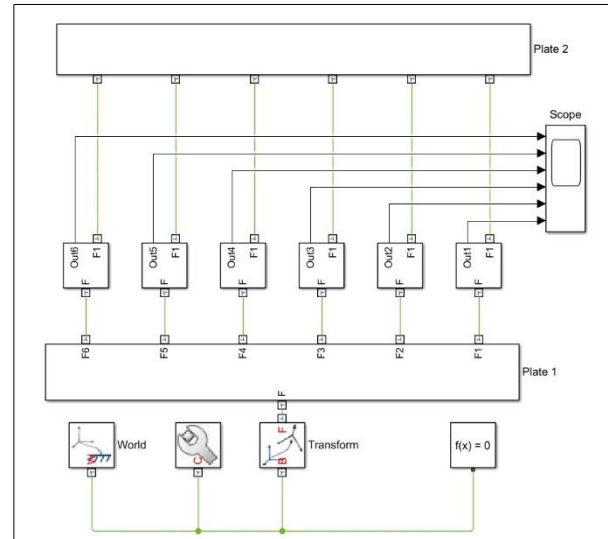 Plate 2
Scope
Out6 F1 Out5 F1 Out4 F1 Out3 F1 Out2 F1 Out1 F1
F F F F F F
F6 F5 F4 F3 F2 F1
Plate 1
F
F
World
C
B
Transform
f(x) = 0